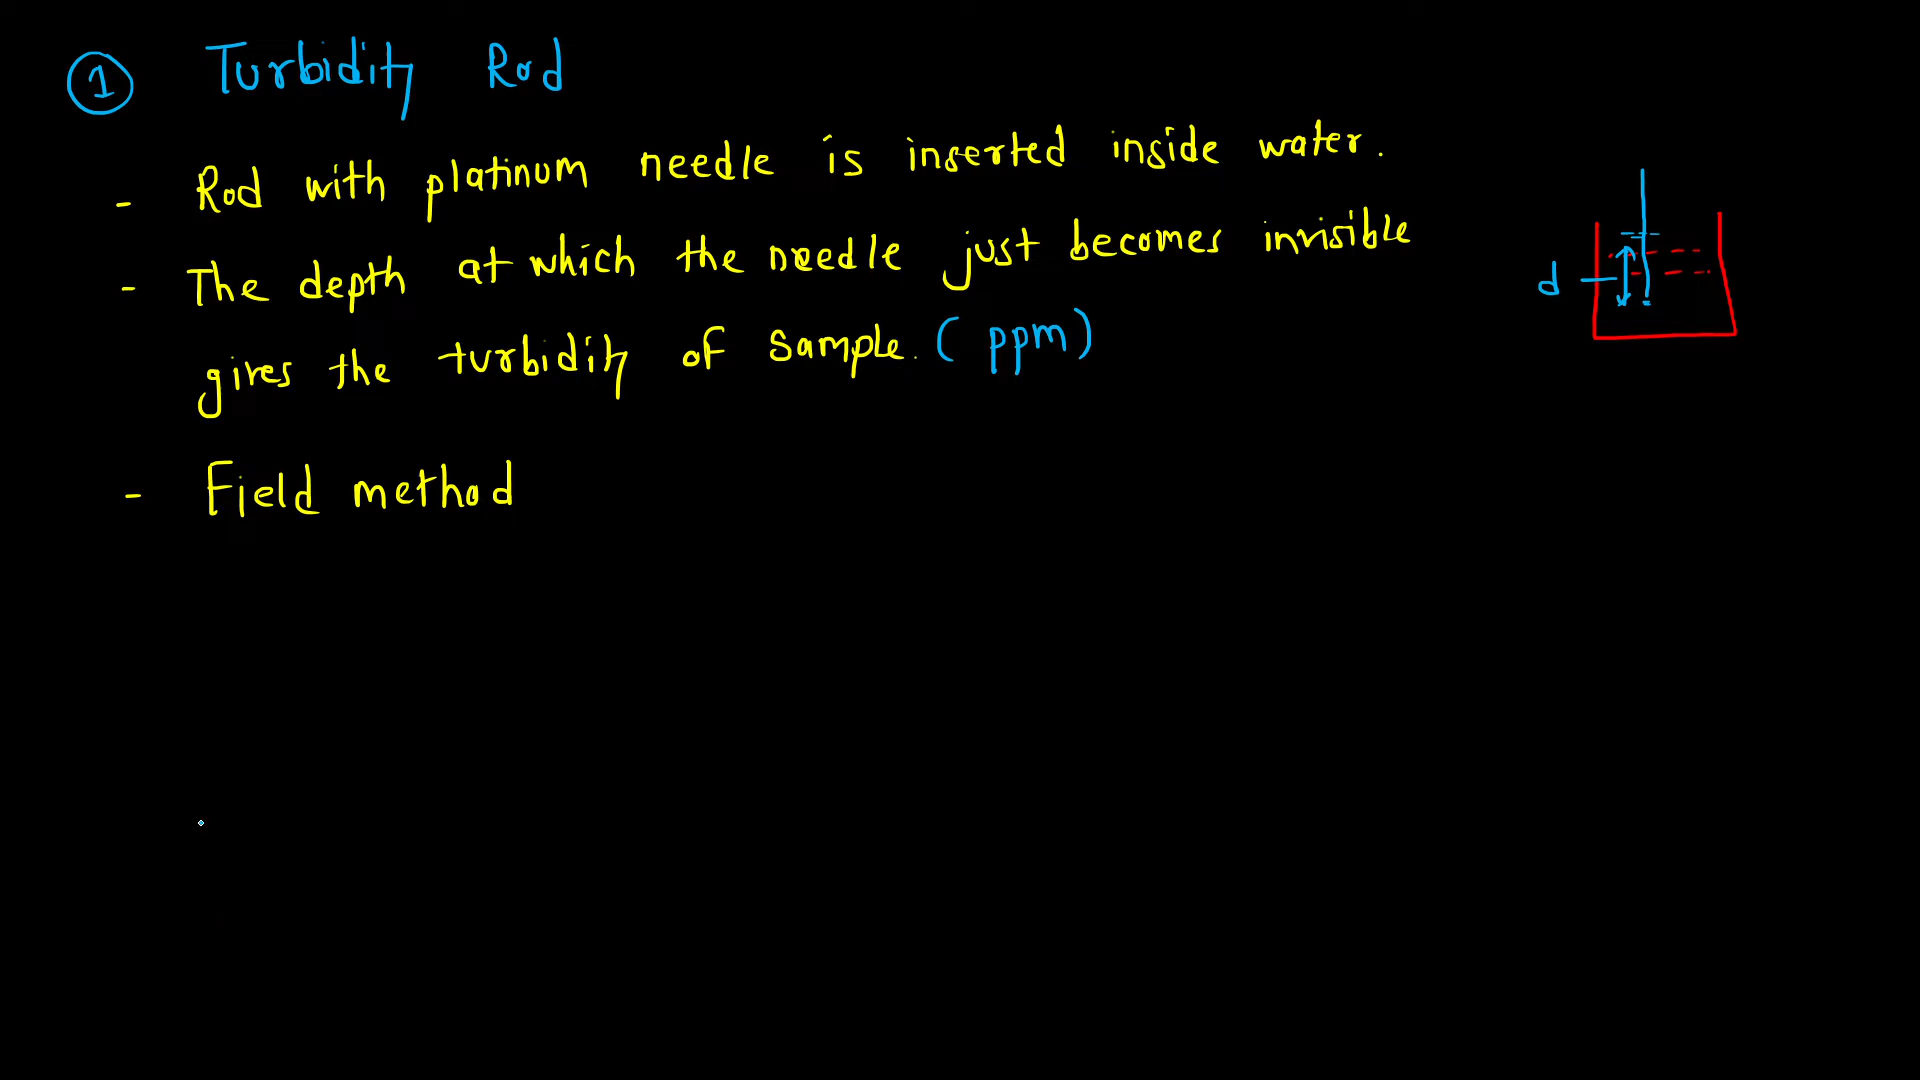 ① Turbidity Rod
- Rod with platinum needle is inserted inside water.
- The depth at which the needle just becomes invisible
gives the turbidity of sample. (ppm)
d
- Field method